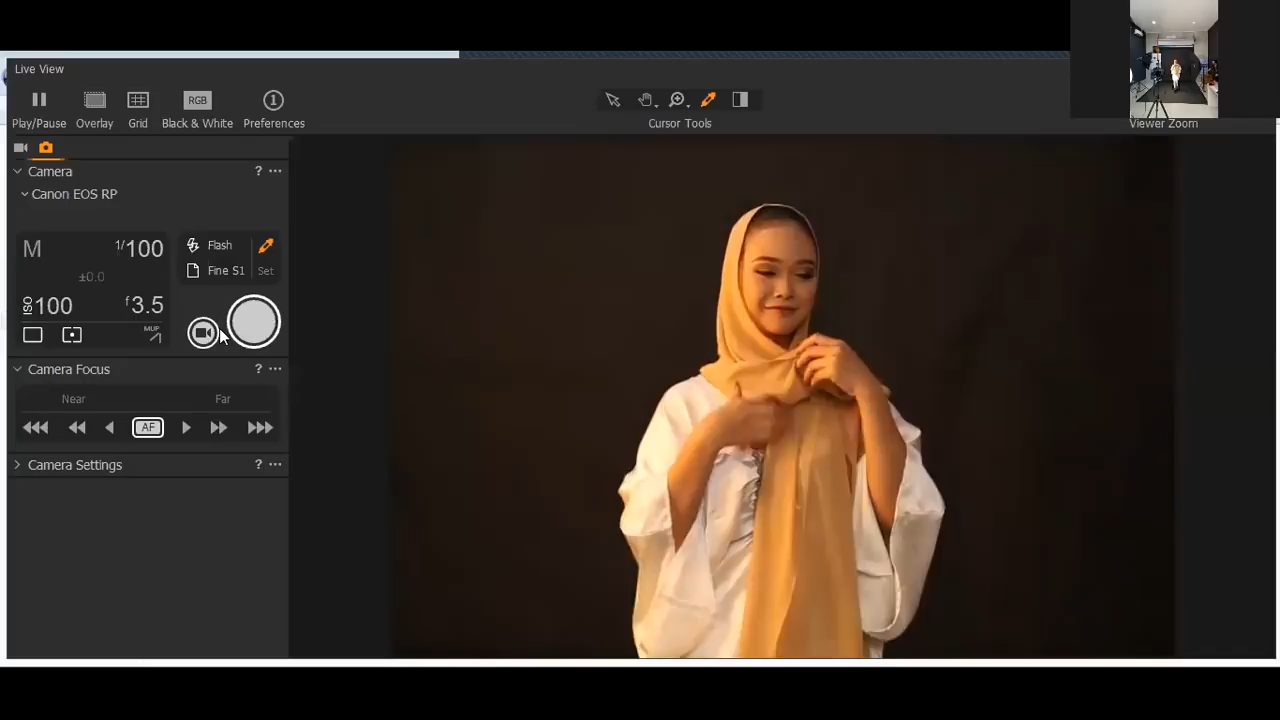 Live View
Play/Pause
Overlay
Grid
RGB
Black & White
Preferences
Cursor Tools
Viewer Zoom
Camera ? ...
Canon EOS RP
M 1/100
±0.0
ISO 100 f3.5
MUP
Flash
Fine S1 Set
Camera Focus ? ...
Near Far
AF
Camera Settings ? ...